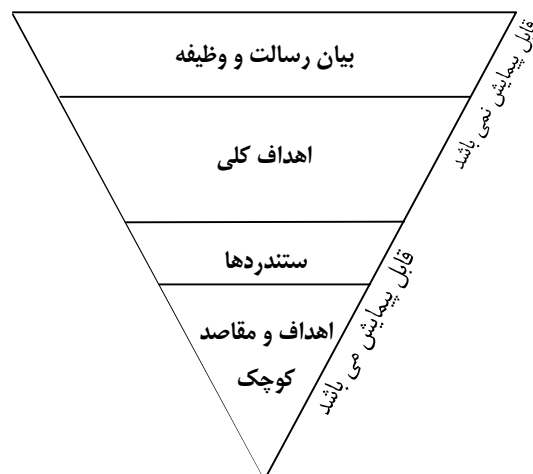 بیان رسالت و وظیفه
قابل پیمایش نمی باشد
اهداف کلی
ستندردها
قابل پیمایش می باشد
اهداف و مقاصد
کوچک